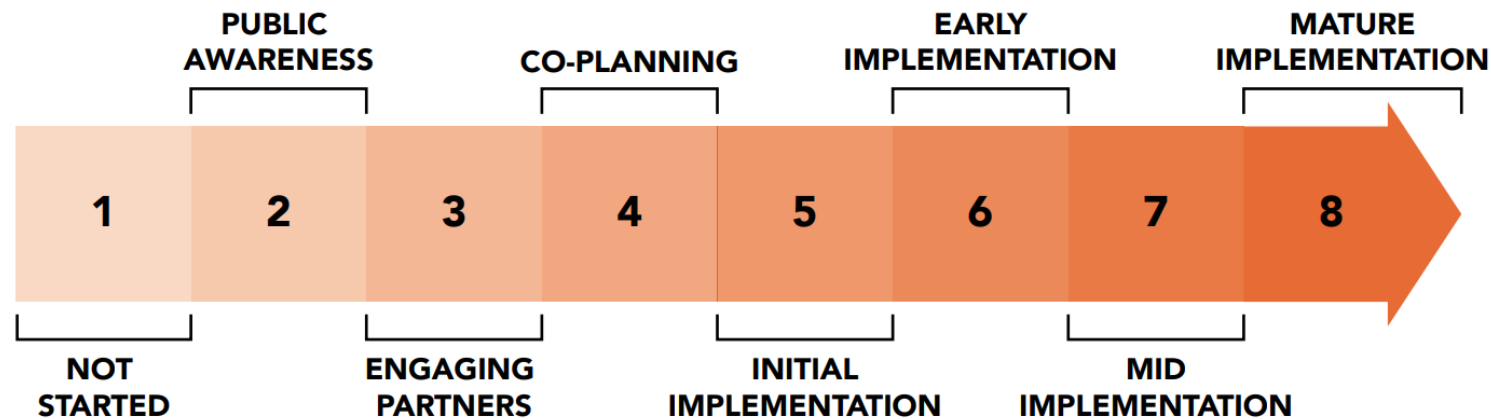 PUBLIC
AWARENESS
CO-PLANNING
EARLY
IMPLEMENTATION
MATURE
IMPLEMENTATION
1
2
3
4
5
6
7
8
NOT
STARTED
ENGAGING
PARTNERS
INITIAL
IMPLEMENTATION
MID
IMPLEMENTATION